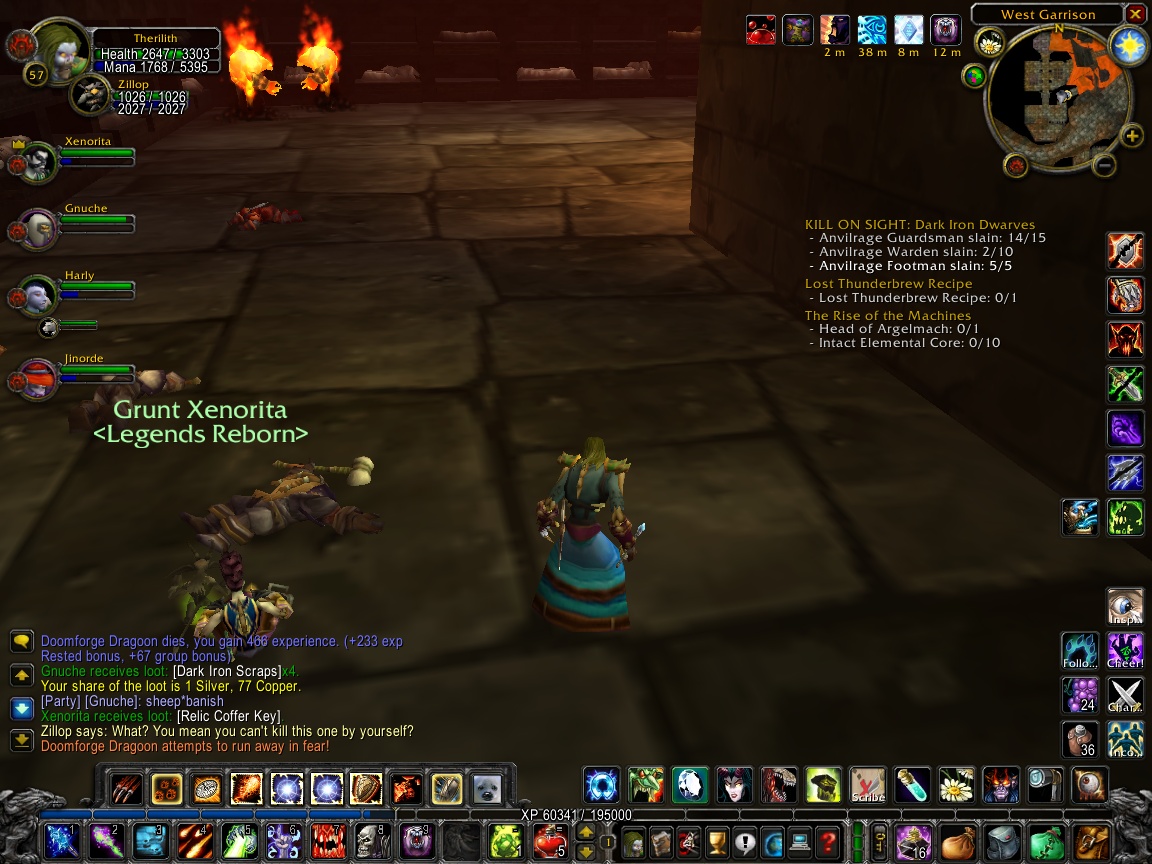 Therilith
Health 2647 / 3303
Mana 1768 / 5395
57
Zillop
1026 / 1026
2027 / 2027
Xenorita
Gnuche
Harly
Jinorde
2 m
38 m
8 m
12 m
West Garrison
N
KILL ON SIGHT: Dark Iron Dwarves
- Anvilrage Guardsman slain: 14/15
- Anvilrage Warden slain: 2/10
- Anvilrage Footman slain: 5/5
Lost Thunderbrew Recipe
- Lost Thunderbrew Recipe: 0/1
The Rise of the Machines
- Head of Argelmach: 0/1
- Intact Elemental Core: 0/10
Grunt Xenorita
<Legends Reborn>
Doomforge Dragoon dies, you gain 466 experience. (+233 exp
Rested bonus, +67 group bonus)
Gnuche receives loot: [Dark Iron Scraps]x4.
Your share of the loot is 1 Silver, 77 Copper.
[Party] [Gnuche]: sheep*banish
Xenorita receives loot: [Relic Coffer Key]
Zillop says: What? You mean you can't kill this one by yourself?
Doomforge Dragoon attempts to run away in fear!
Follo...
Cheer!
24
36
Scribe
XP 60341 / 195000
1
2
3
4
5
6
7
8
9
5
1
16